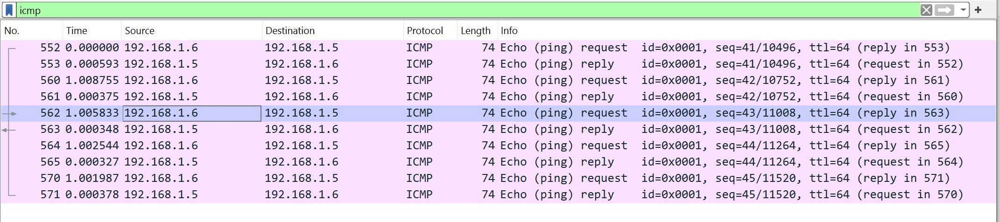 icmp
No. Time Source Destination Protocol Length Info
552 0.000000 192.168.1.6 192.168.1.5 ICMP 74 Echo (ping) request id=0x0001, seq=41/10496, ttl=64 (reply in 553)
553 0.000593 192.168.1.5 192.168.1.6 ICMP 74 Echo (ping) reply id=0x0001, seq=41/10496, ttl=64 (request in 552)
560 1.008755 192.168.1.6 192.168.1.5 ICMP 74 Echo (ping) request id=0x0001, seq=42/10752, ttl=64 (reply in 561)
561 0.000375 192.168.1.5 192.168.1.6 ICMP 74 Echo (ping) reply id=0x0001, seq=42/10752, ttl=64 (request in 560)
562 1.005833 192.168.1.6 192.168.1.5 ICMP 74 Echo (ping) request id=0x0001, seq=43/11008, ttl=64 (reply in 563)
563 0.000348 192.168.1.5 192.168.1.6 ICMP 74 Echo (ping) reply id=0x0001, seq=43/11008, ttl=64 (request in 562)
564 1.002544 192.168.1.6 192.168.1.5 ICMP 74 Echo (ping) request id=0x0001, seq=44/11264, ttl=64 (reply in 565)
565 0.000327 192.168.1.5 192.168.1.6 ICMP 74 Echo (ping) reply id=0x0001, seq=44/11264, ttl=64 (request in 564)
570 1.001987 192.168.1.6 192.168.1.5 ICMP 74 Echo (ping) request id=0x0001, seq=45/11520, ttl=64 (reply in 571)
571 0.000378 192.168.1.5 192.168.1.6 ICMP 74 Echo (ping) reply id=0x0001, seq=45/11520, ttl=64 (request in 570)